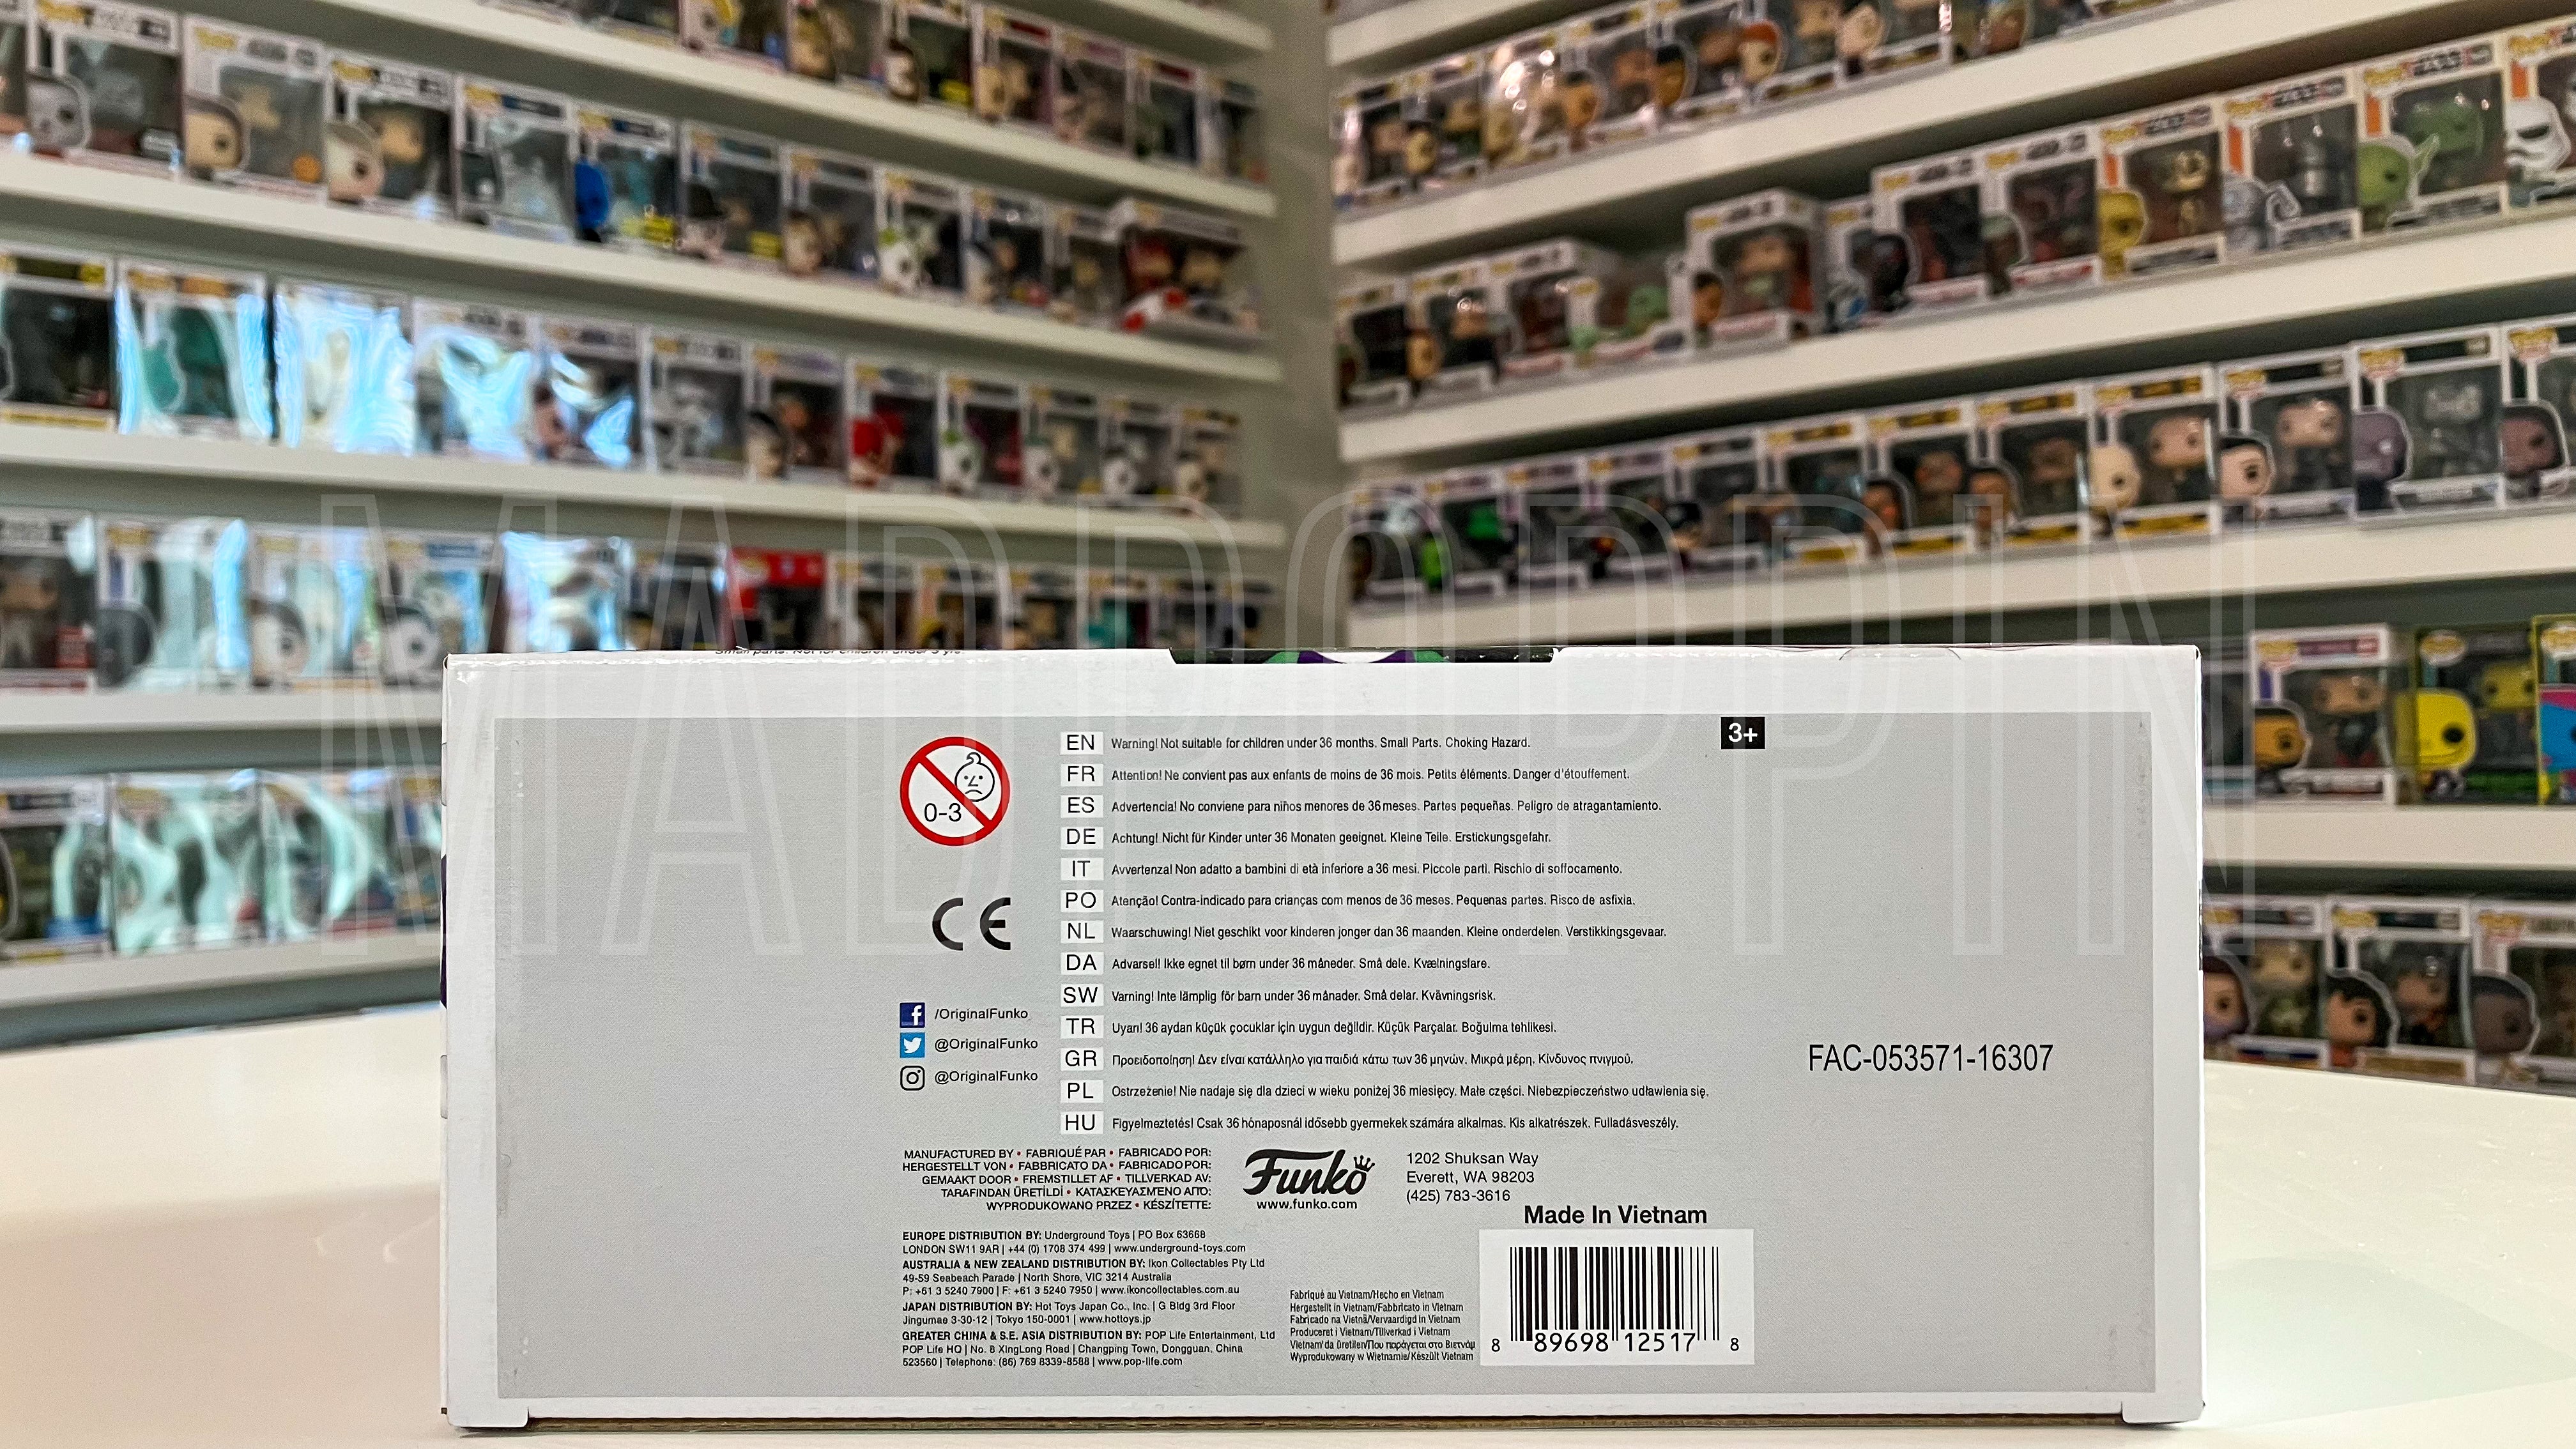 Small parts. Not for children under 3 yrs.
3+
0-3
EN Warning! Not suitable for children under 36 months. Small Parts. Choking Hazard.
FR Attention! Ne convient pas aux enfants de moins de 36 mois. Petits éléments. Danger d'étouffement.
ES Advertencia! No conviene para niños menores de 36 meses. Partes pequeñas. Peligro de atragantamiento.
DE Achtung! Nicht für Kinder unter 36 Monaten geeignet. Kleine Teile. Erstickungsgefahr.
IT Avvertenza! Non adatto a bambini di età inferiore a 36 mesi. Piccole parti. Rischio di soffocamento.
PO Atenção! Contra-indicado para crianças com menos de 36 meses. Pequenas partes. Risco de asfixia.
NL Waarschuwing! Niet geschikt voor kinderen jonger dan 36 maanden. Kleine onderdelen. Verstikkingsgevaar.
DA Advarsel! Ikke egnet til børn under 36 måneder. Små dele. Kvælningsfare.
SW Varning! Inte lämplig för barn under 36 månader. Små delar. Kvävningsrisk.
TR Uyarı! 36 aydan küçük çocuklar için uygun değildir. Küçük Parçalar. Boğulma tehlikesi.
GR Προειδοποίηση! Δεν είναι κατάλληλο για παιδιά κάτω των 36 μηνών. Μικρά μέρη. Κίνδυνος πνιγμού.
PL Ostrzeżenie! Nie nadaje się dla dzieci w wieku poniżej 36 miesięcy. Małe części. Niebezpieczeństwo udławienia się.
HU Figyelmeztetés! Csak 36 hónaposnál idősebb gyermekek számára alkalmas. Kis alkatrészek. Fulladásveszély.
CE
/OriginalFunko
@OriginalFunko
@OriginalFunko
FAC-053571-16307
MANUFACTURED BY • FABRIQUÉ PAR • FABRICADO POR:
HERGESTELLT VON • FABBRICATO DA • FABRICADO POR:
GEMAAKT DOOR • FREMSTILLET AF • TILLVERKAD AV:
TARAFINDAN ÜRETİLDİ • ΚΑΤΑΣΚΕΥΑΣΜΕΝΟ ΑΠΌ:
WYPRODUKOWANO PRZEZ • KÉSZÍTETTE:
Funko
www.funko.com
1202 Shuksan Way
Everett, WA 98203
(425) 783-3616
Made In Vietnam
EUROPE DISTRIBUTION BY: Underground Toys | PO Box 63668
LONDON SW11 9AR | +44 (0) 1708 374 499 | www.underground-toys.com
AUSTRALIA & NEW ZEALAND DISTRIBUTION BY: Ikon Collectables Pty Ltd
49-59 Seabeach Parade | North Shore, VIC 3214 Australia
P: +61 3 5240 7900 | F: +61 3 5240 7950 | www.ikoncollectables.com.au
JAPAN DISTRIBUTION BY: Hot Toys Japan Co., Inc. | G Bldg 3rd Floor
Jingumae 3-30-12 | Tokyo 150-0001 | www.hottoys.jp
GREATER CHINA & S.E. ASIA DISTRIBUTION BY: POP Life Entertainment, Ltd
POP Life HQ | No. 8 XingLong Road | Changping Town, Dongguan, China
523560 | Telephone: (86) 769 8339-8588 | www.pop-life.com
Fabriqué au Vietnam/Hecho en Vietnam
Hergestellt in Vietnam/Fabbricato in Vietnam
Fabricado na Vietnã/Vervaardigd In Vietnam
Produceret i Vietnam/Tillverkad i Vietnam
Vietnam'da üretilen/Που παράγεται στο Βιετνάμ
Wyprodukowany w Wietnamie/Készült Vietnam
8 89698 12517 8
MADPOPPIN